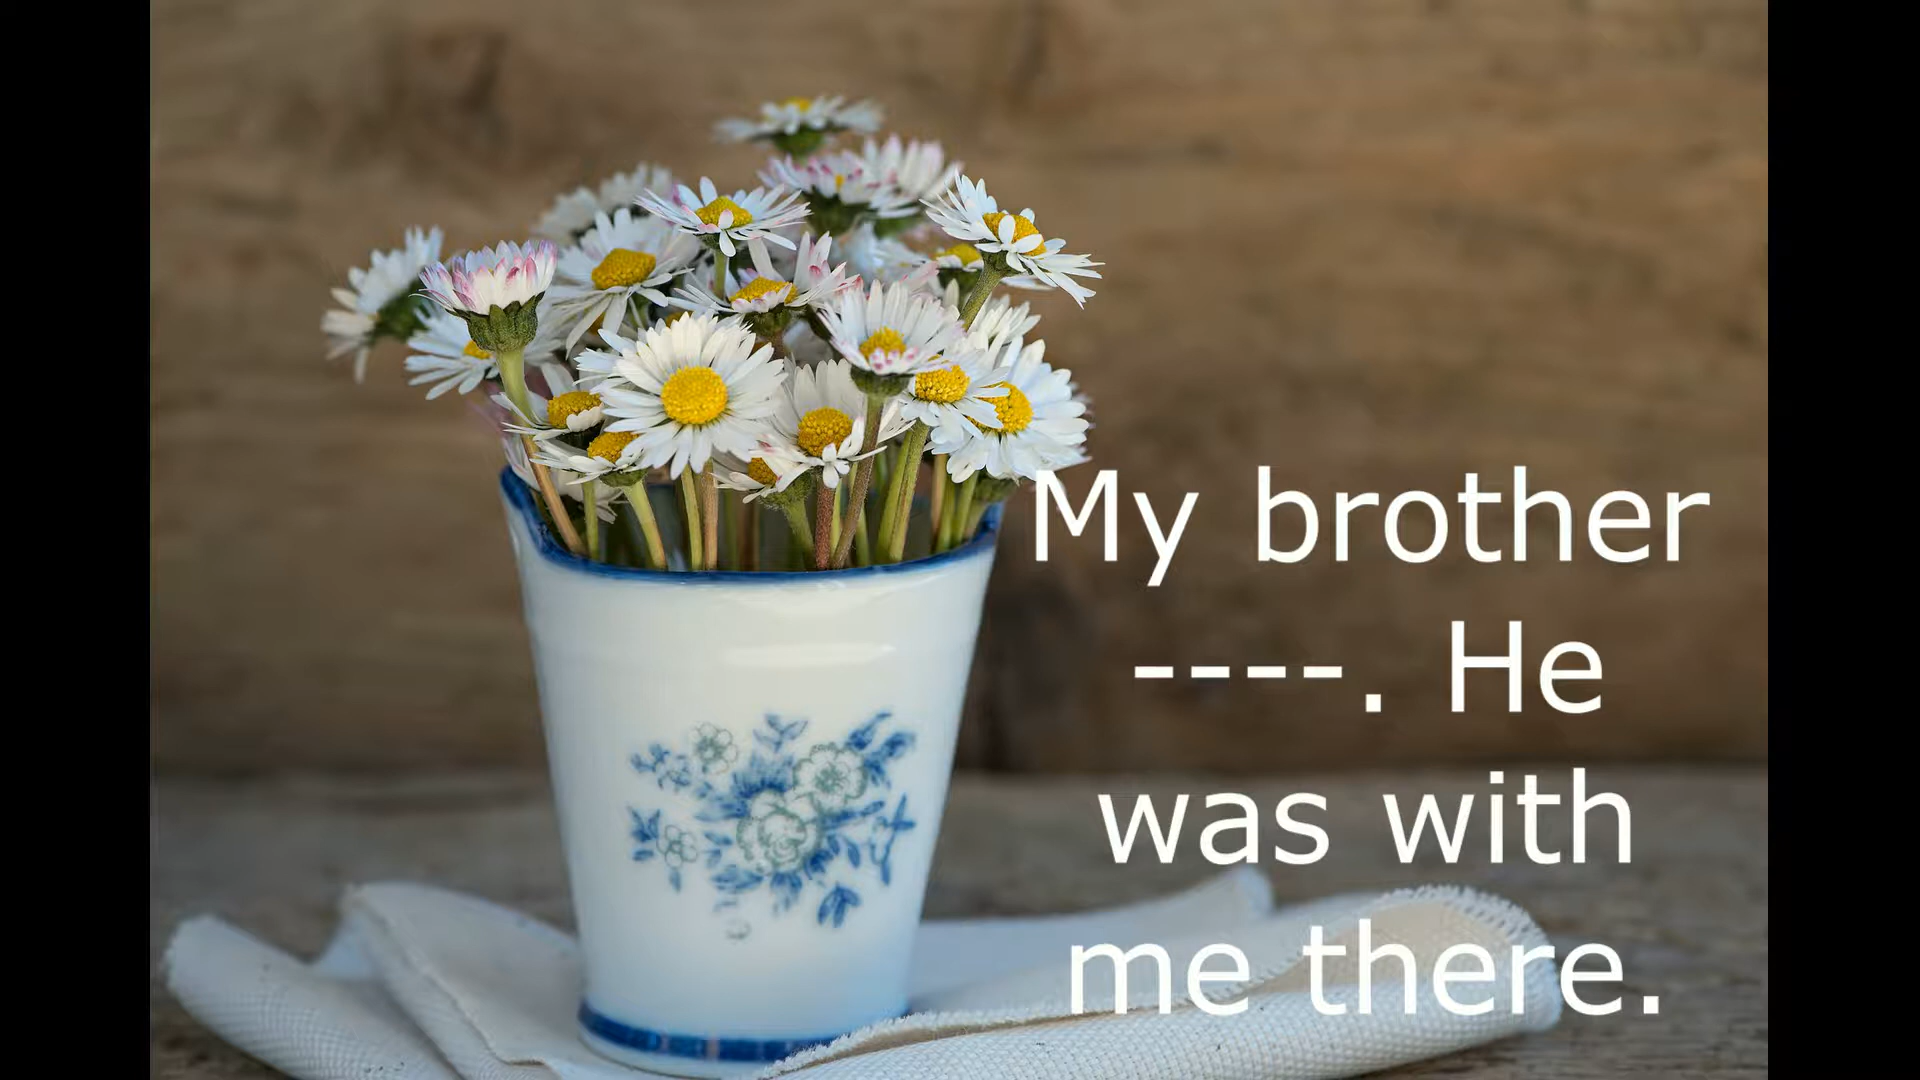 My brother
----. He
was with
me there.